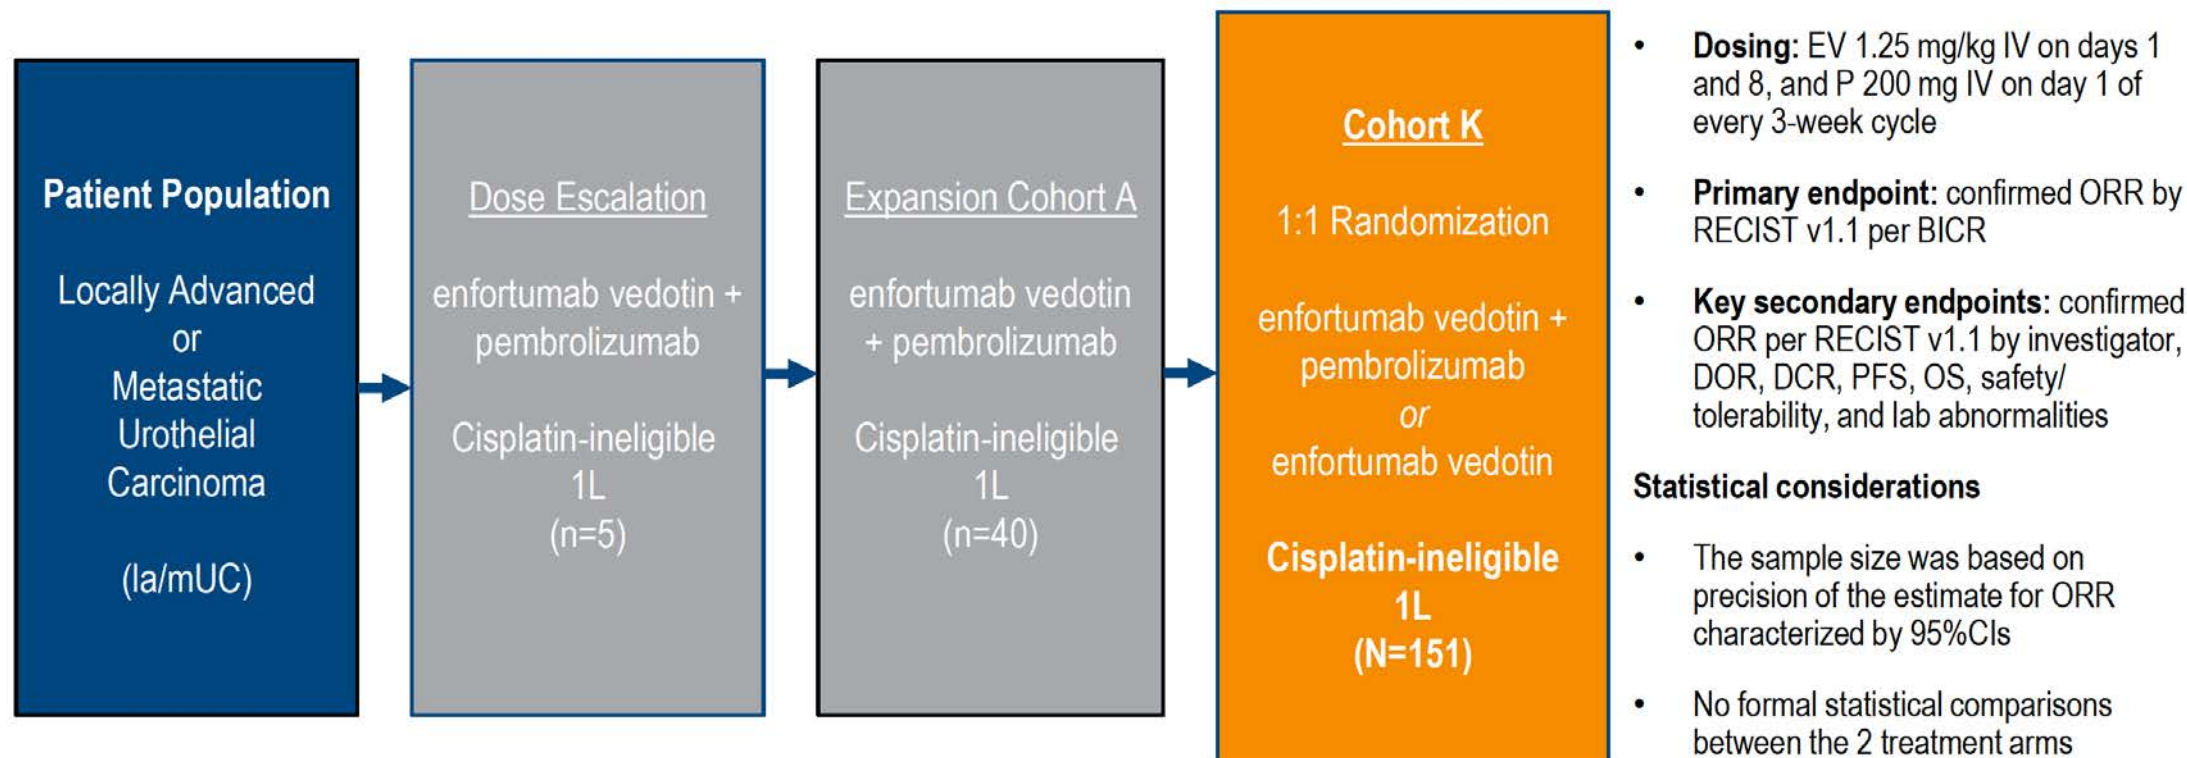 Patient Population
Locally Advanced
or
Metastatic
Urothelial
Carcinoma
(la/mUC)
Dose Escalation
enfortumab vedotin +
pembrolizumab
Cisplatin-ineligible
1L
(n=5)
Expansion Cohort A
enfortumab vedotin
+ pembrolizumab
Cisplatin-ineligible
1L
(n=40)
Cohort K
1:1 Randomization
enfortumab vedotin +
pembrolizumab
or
enfortumab vedotin
Cisplatin-ineligible
1L
(N=151)
• Dosing: EV 1.25 mg/kg IV on days 1
and 8, and P 200 mg IV on day 1 of
every 3-week cycle
• Primary endpoint: confirmed ORR by
RECIST v1.1 per BICR
• Key secondary endpoints: confirmed
ORR per RECIST v1.1 by investigator,
DOR, DCR, PFS, OS, safety/
tolerability, and lab abnormalities
Statistical considerations
• The sample size was based on
precision of the estimate for ORR
characterized by 95%CIs
• No formal statistical comparisons
between the 2 treatment arms